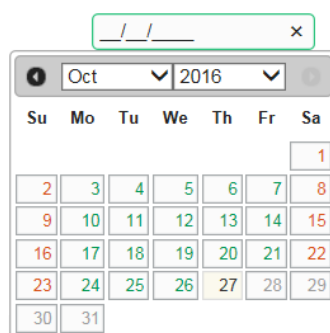 __/__/____ ×
Oct 2016
Su Mo Tu We Th Fr Sa
1
2 3 4 5 6 7 8
9 10 11 12 13 14 15
16 17 18 19 20 21 22
23 24 25 26 27 28 29
30 31